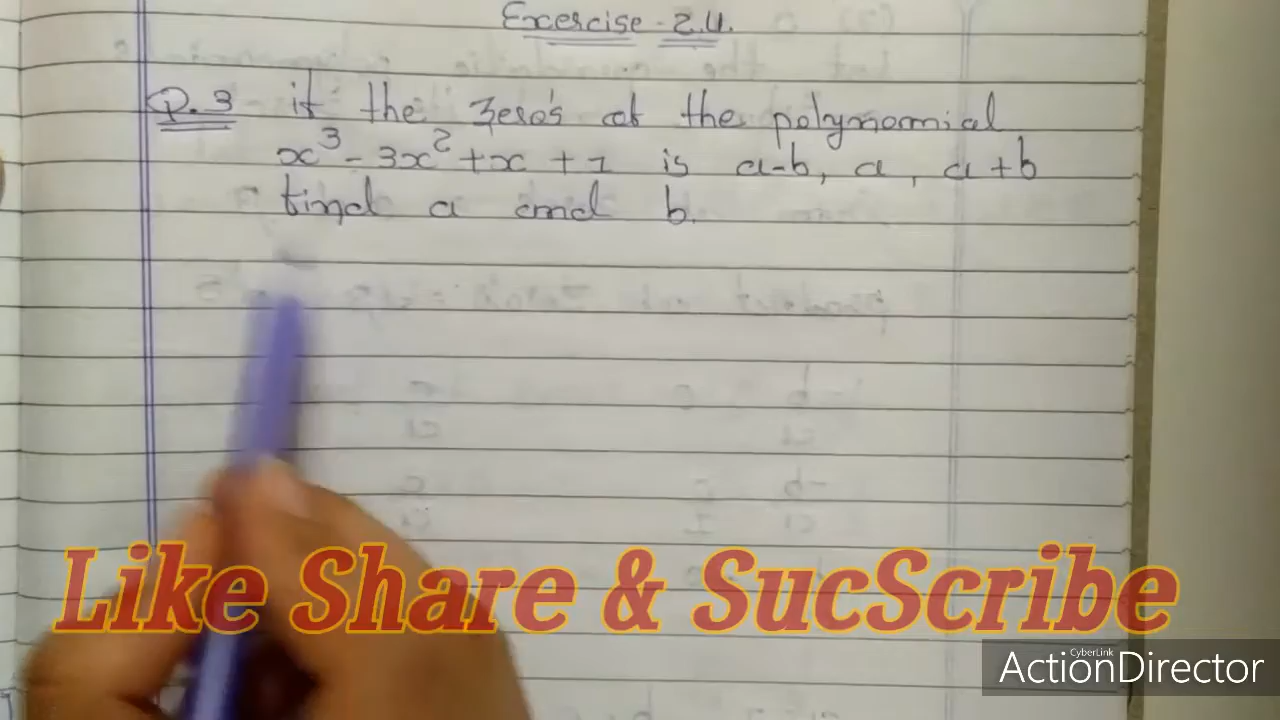 Excercise - 2.4.
Q.3 if the zero's of the polynomial
x³ - 3x² + x + 1 is a-b, a, a+b
find a and b.
Like Share & SucScribe
CyberLink
ActionDirector